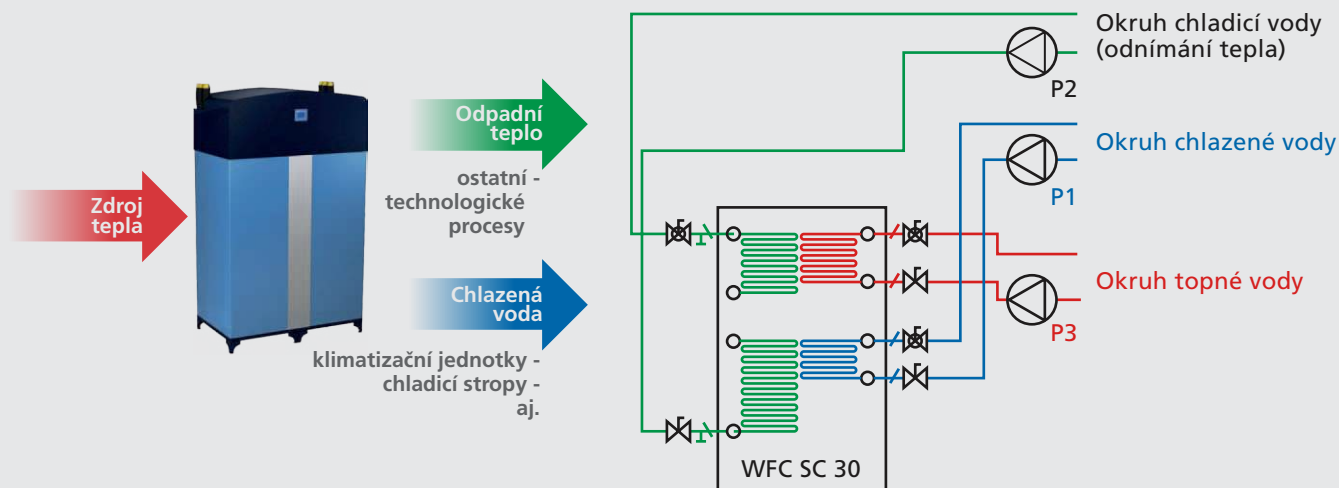 Zdroj
tepla
Odpadní
teplo
ostatní -
technologické
procesy
Chlazená
voda
klimatizační jednotky -
chladicí stropy -
aj.
Okruh chladicí vody
(odnímání tepla)
P2
Okruh chlazené vody
P1
Okruh topné vody
P3
WFC SC 30